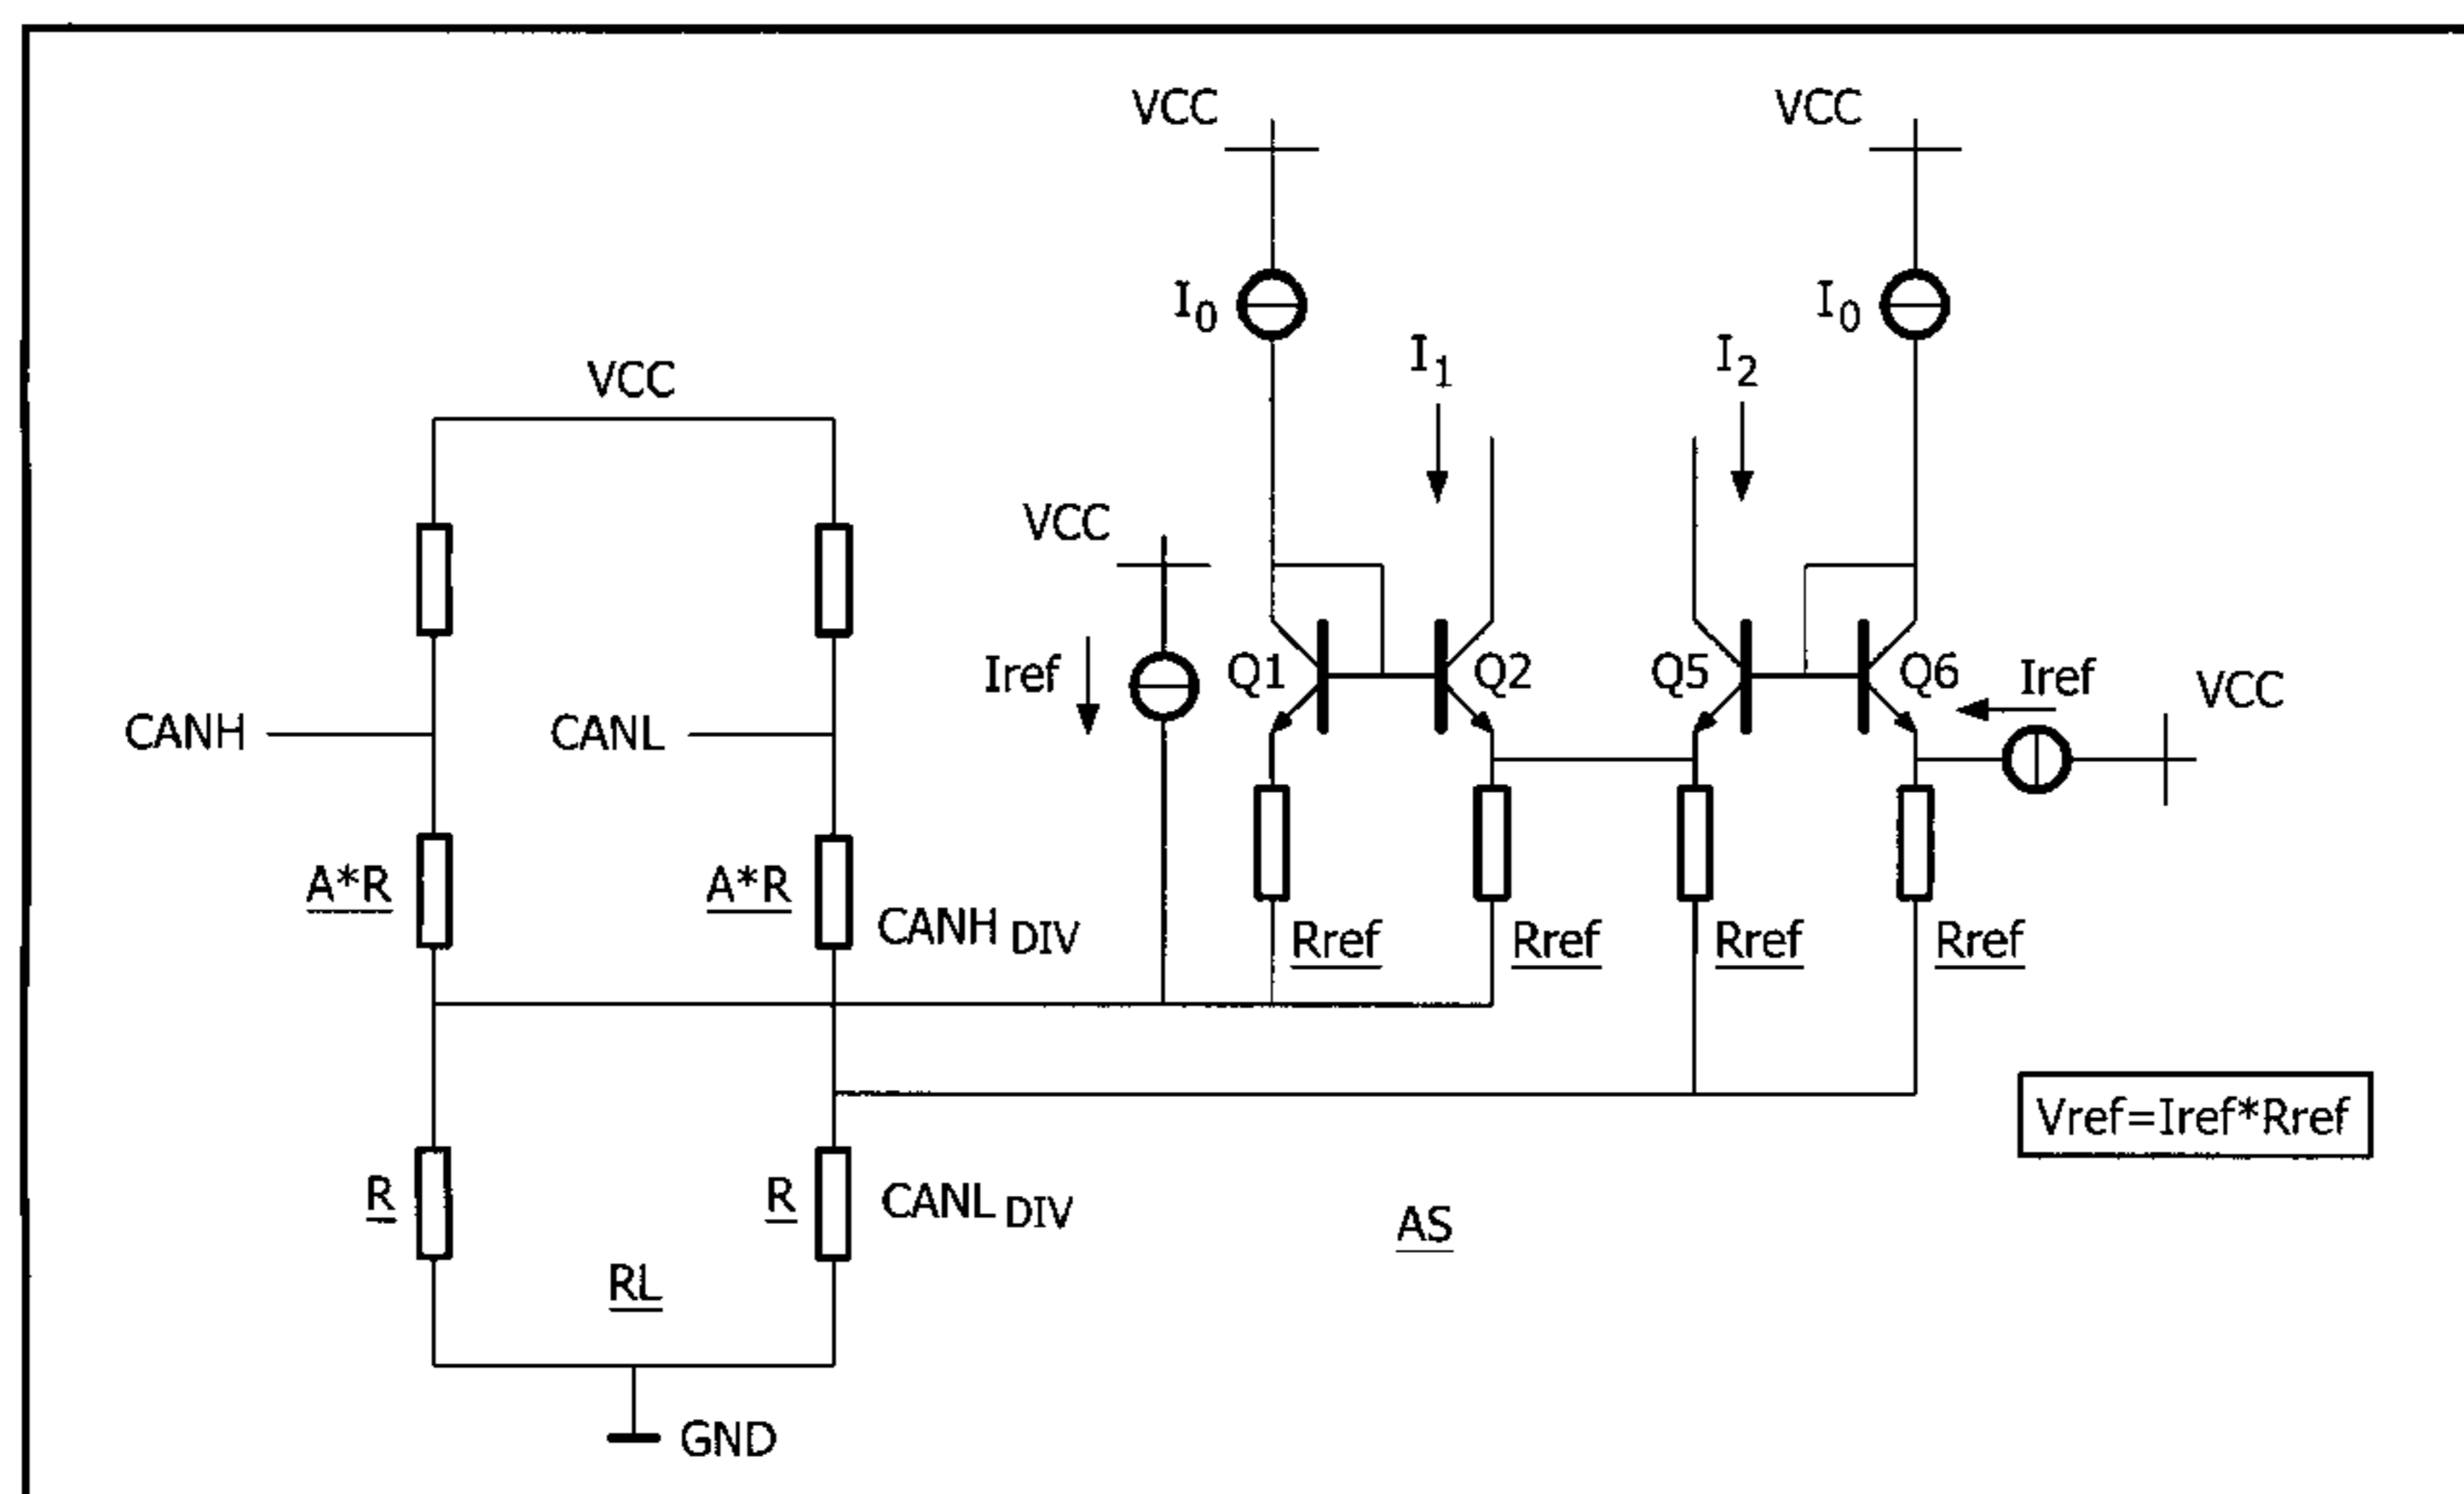 VCC
VCC
I0
I0
I1
I2
VCC
VCC
Iref
Q1
Q2
Q5
Q6
Iref
VCC
CANH
CANL
A*R
A*R
CANH DIV
Rref
Rref
Rref
Rref
Vref=Iref*Rref
R
R
CANL DIV
AS
RL
GND